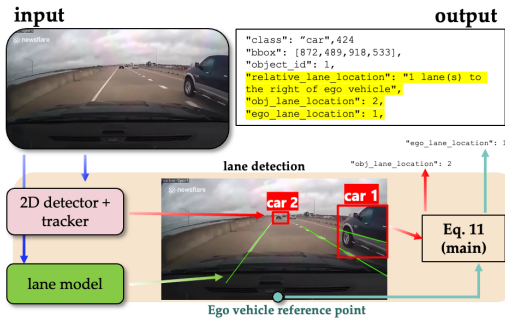 input
output
newsflare
"class": "car",424
"bbox": [872,489,918,533],
"object_id": 1,
"relative_lane_location": "1 lane(s) to
the right of ego vehicle",
"obj_lane_location": 2,
"ego_lane_location": 1,
"ego_lane_location": 1
"obj_lane_location": 2
lane detection
newsflare
2D detector +
tracker
car 2
car 1
Eq. 11
(main)
lane model
Ego vehicle reference point